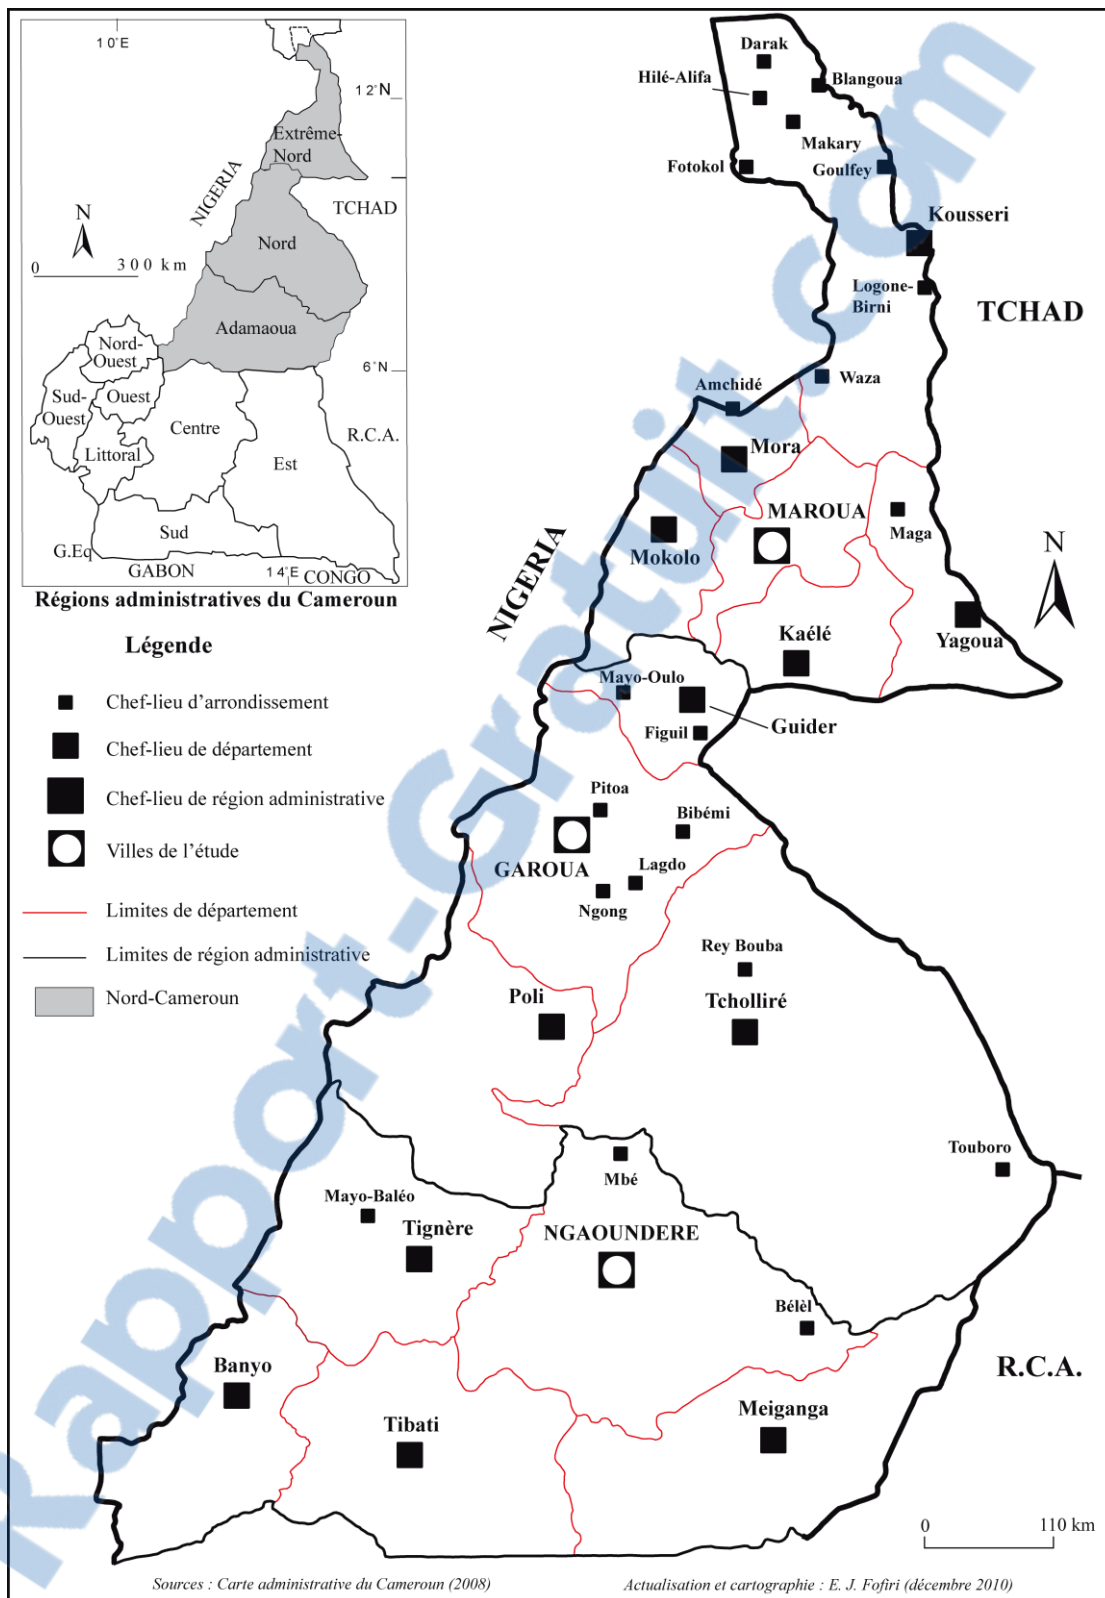 10°E
12°N
Extrême-
Nord
NIGERIA
TCHAD
N
0 300 km
Nord
Adamaoua
Nord-
Ouest
6°N
Sud-
Ouest
Ouest
Centre
R.C.A.
Littoral
Est
Sud
G.Eq
GABON
14°E
CONGO
Régions administratives du Cameroun
Légende
Chef-lieu d'arrondissement
Chef-lieu de département
Chef-lieu de région administrative
Villes de l'étude
Limites de département
Limites de région administrative
Nord-Cameroun
Darak
Hilé-Alifa
Blangoua
Makary
Fotokol
Goulfey
Kousseri
Logone-
Birni
TCHAD
Waza
Amchidé
Mora
MAROUA
Maga
Mokolo
NIGERIA
N
Kaélé
Yagoua
Mayo-Oulo
Guider
Figuil
Pitoa
Bibémi
GAROUA
Lagdo
Ngong
Rey Bouba
Poli
Tcholliré
Touboro
Mbé
Mayo-Baléo
Tignère
NGAOUNDERE
Bélèl
Banyo
R.C.A.
Tibati
Meiganga
0 110 km
Sources : Carte administrative du Cameroun (2008)
Actualisation et cartographie : E. J. Fofiri (décembre 2010)
Rapport-Gratuit.com